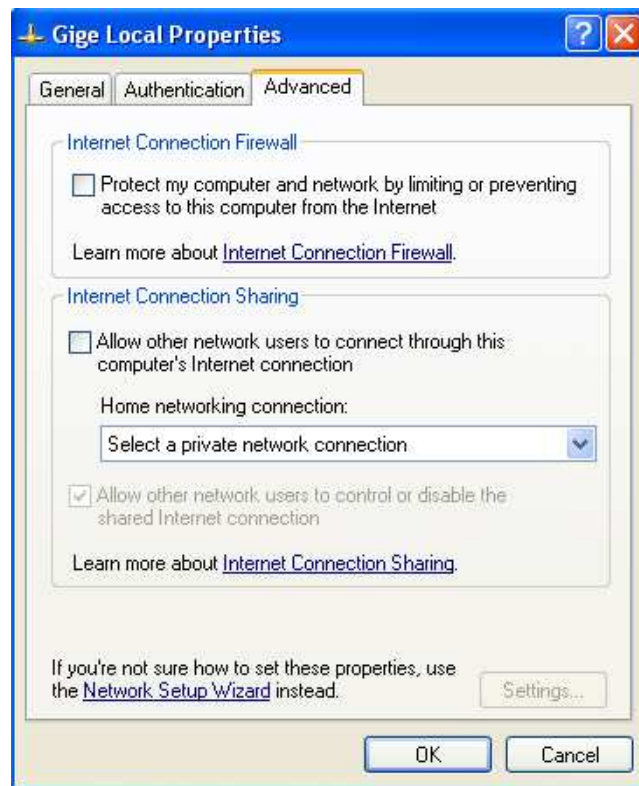 Gige Local Properties
General Authentication Advanced
Internet Connection Firewall
Protect my computer and network by limiting or preventing
access to this computer from the Internet
Learn more about Internet Connection Firewall.
Internet Connection Sharing
Allow other network users to connect through this
computer's Internet connection
Home networking connection:
Select a private network connection
Allow other network users to control or disable the
shared Internet connection
Learn more about Internet Connection Sharing.
If you're not sure how to set these properties, use
the Network Setup Wizard instead.
Settings...
OK Cancel